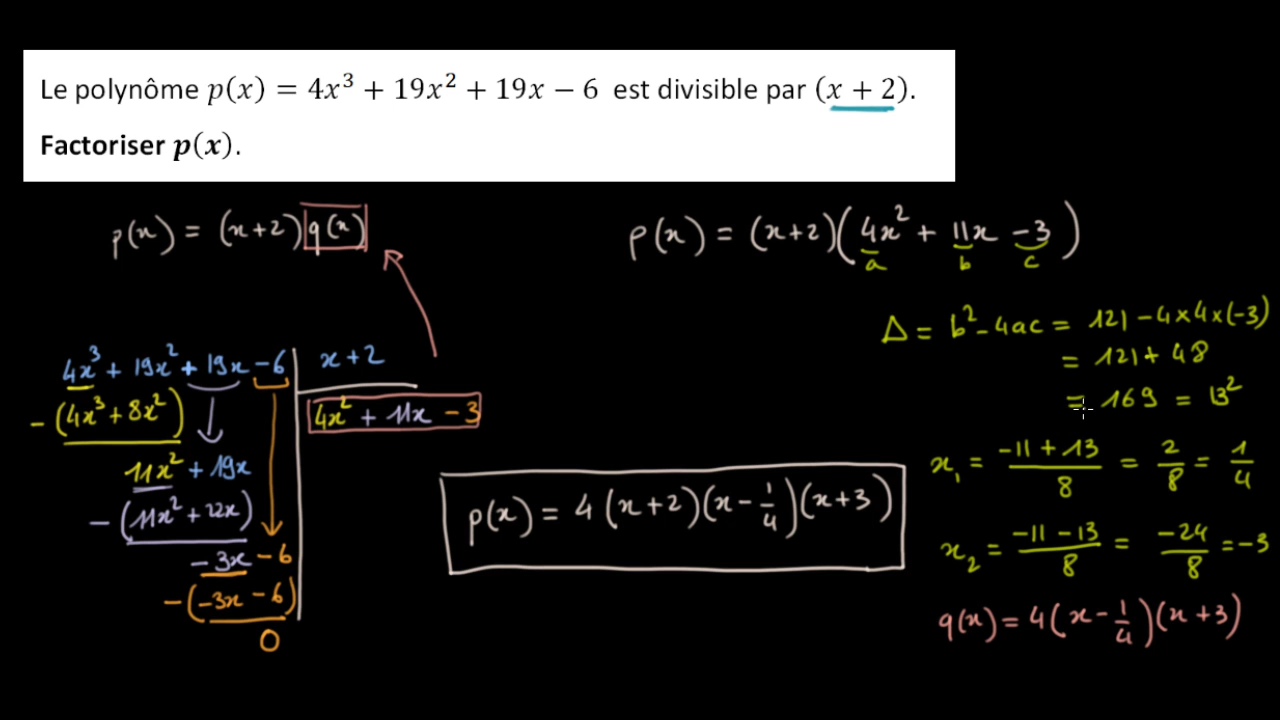 Le polynôme p(x) = 4x³ + 19x² + 19x − 6 est divisible par (x + 2).
Factoriser p(x).
p(x) = (x+2) q(x)
p(x) = (x+2)(4x² + 11x −3)
a b c
Δ = b² − 4ac = 121 − 4×4×(−3)
= 121 + 48
= 169 = 13²
4x³ + 19x² + 19x − 6 x + 2
−(4x³ + 8x²) 4x² + 11x − 3
11x² + 19x
−(11x² + 22x)
−3x − 6
−(−3x − 6)
0
x₁ = (−11 + 13)/8 = 2/8 = 1/4
p(x) = 4(x+2)(x − 1/4)(x+3)
x₂ = (−11 − 13)/8 = −24/8 = −3
q(x) = 4(x − 1/4)(x + 3)